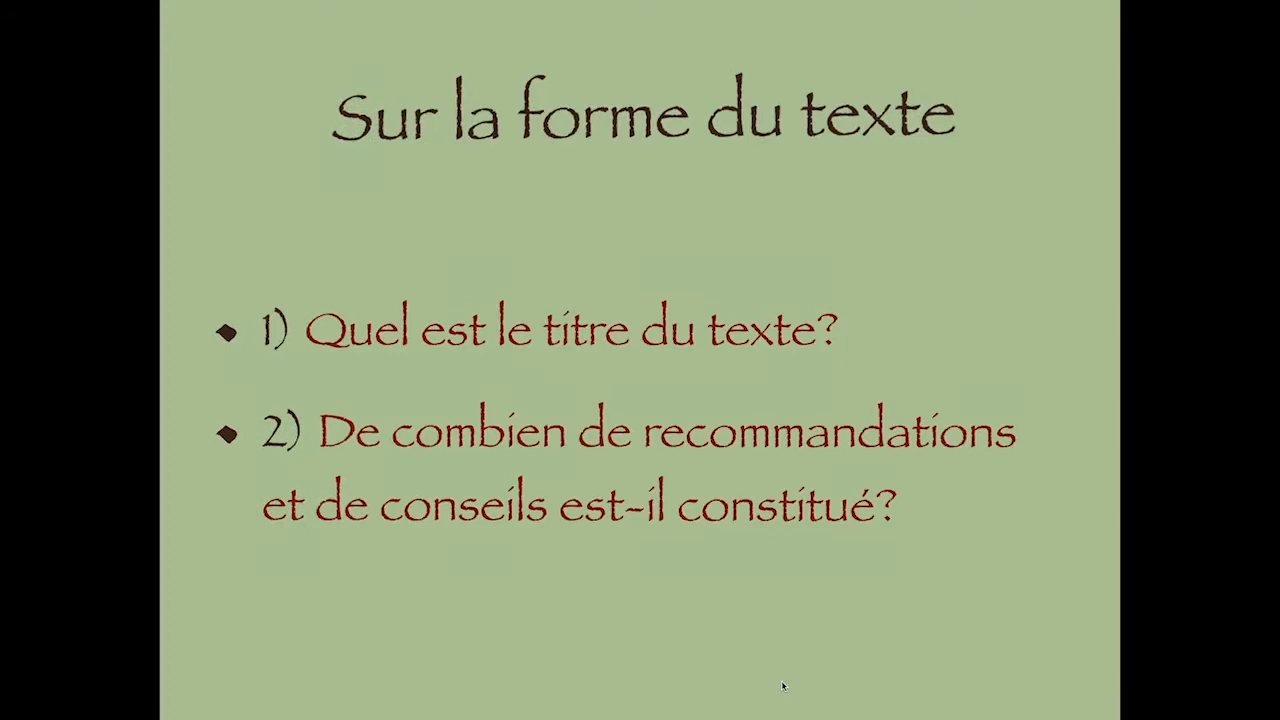 Sur la forme du texte
1) Quel est le titre du texte?
2) De combien de recommandations
et de conseils est-il constitué?